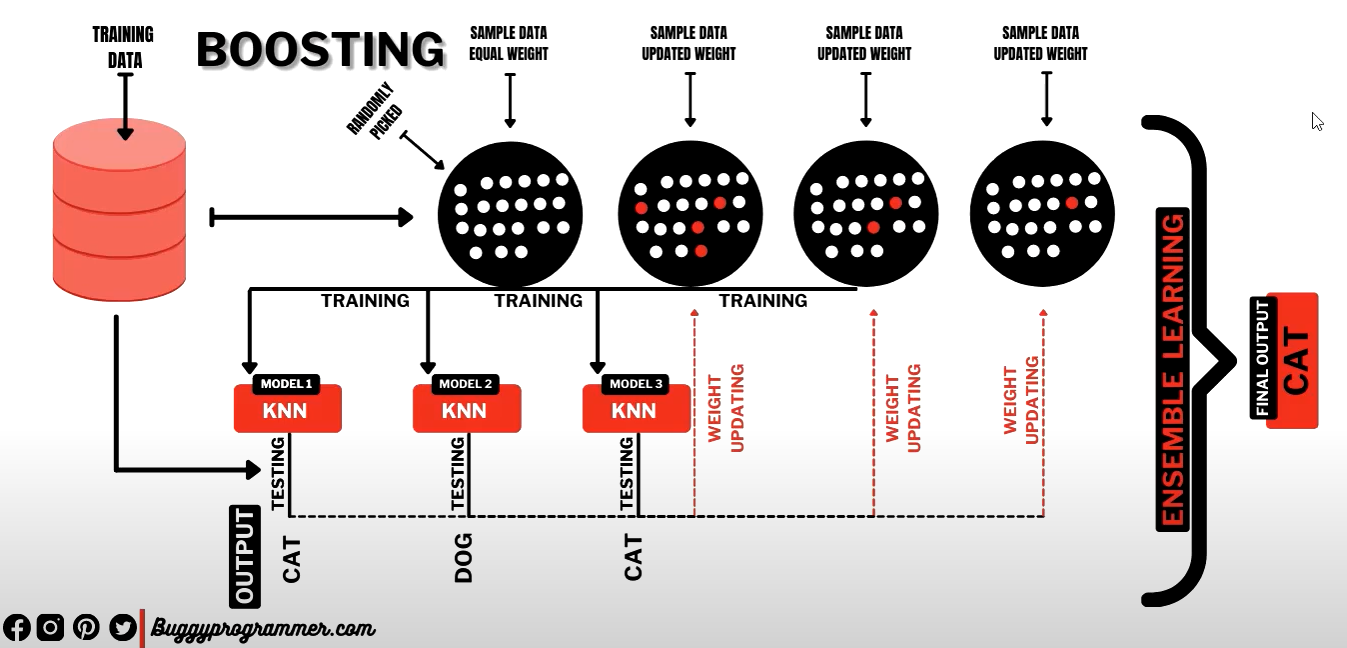 TRAINING
DATA
BOOSTING
SAMPLE DATA
EQUAL WEIGHT
SAMPLE DATA
UPDATED WEIGHT
SAMPLE DATA
UPDATED WEIGHT
SAMPLE DATA
UPDATED WEIGHT
RANDOMLY
PICKED
TRAINING
TRAINING
TRAINING
MODEL 1
KNN
MODEL 2
KNN
MODEL 3
KNN
WEIGHT
UPDATING
WEIGHT
UPDATING
WEIGHT
UPDATING
TESTING
TESTING
TESTING
OUTPUT
CAT
DOG
CAT
ENSEMBLE LEARNING
FINAL OUTPUT
CAT
Buggyprogrammer.com